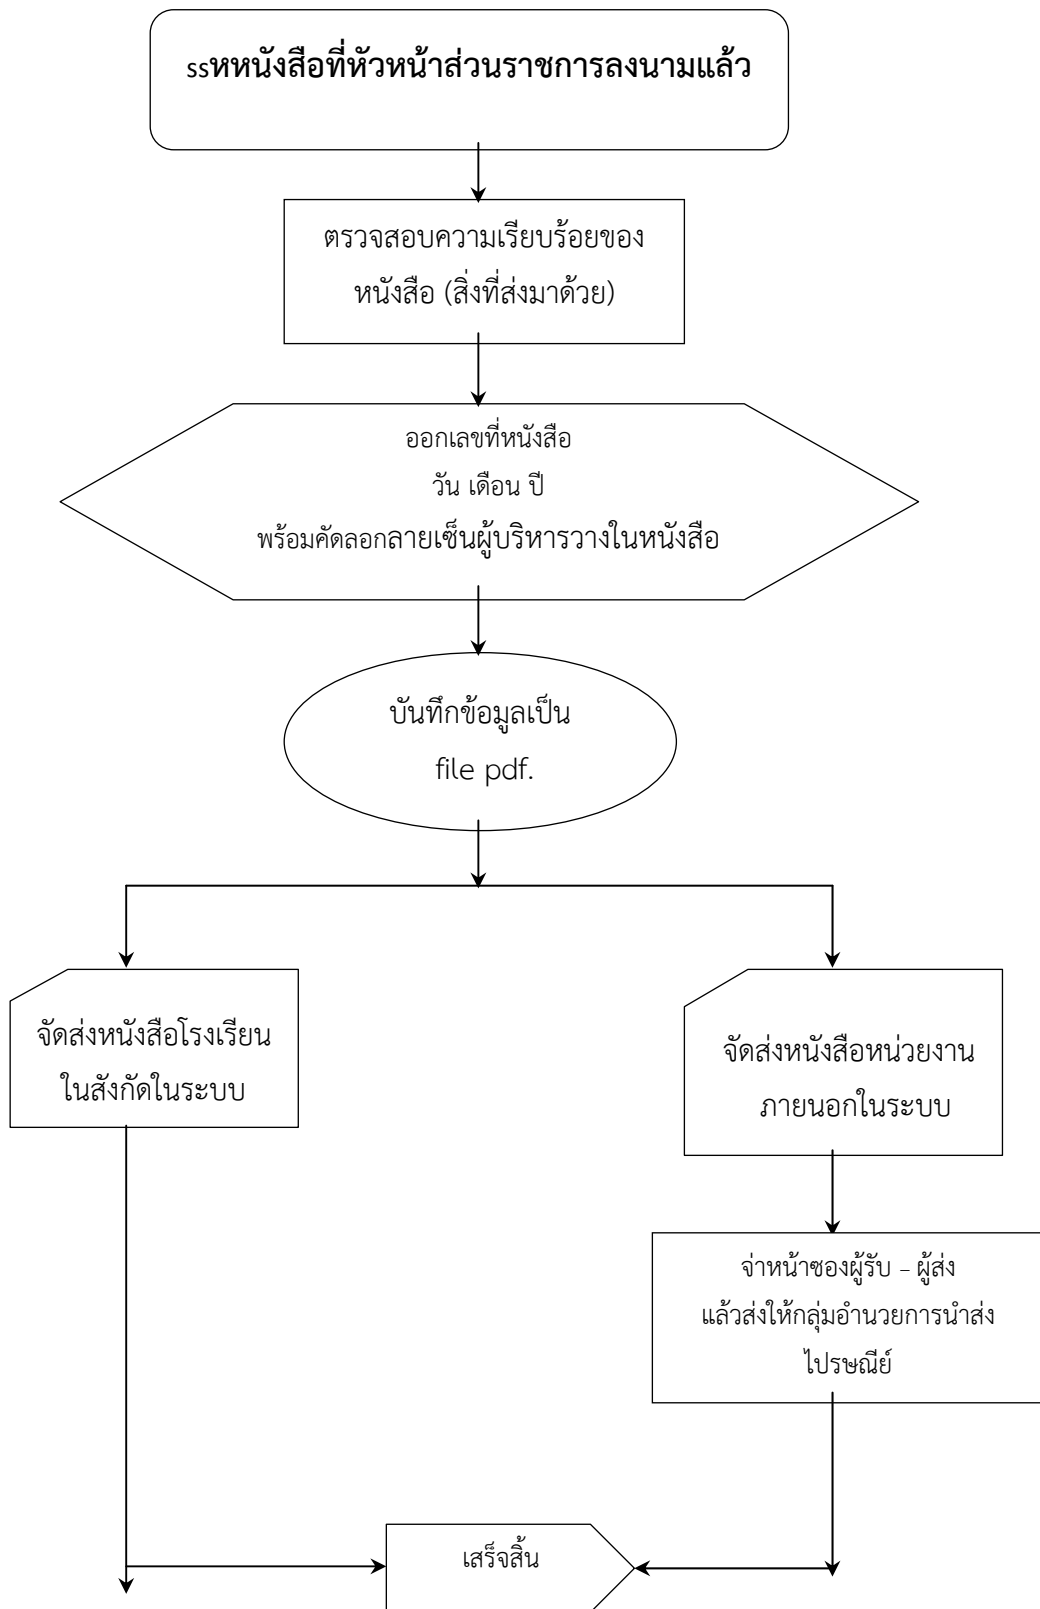 ssหหนังสือที่หัวหน้าส่วนราชการลงนามแล้ว
ตรวจสอบความเรียบร้อยของ
หนังสือ (สิ่งที่ส่งมาด้วย)
ออกเลขที่หนังสือ
วัน เดือน ปี
พร้อมคัดลอกลายเซ็นผู้บริหารวางในหนังสือ
บันทึกข้อมูลเป็น
file pdf.
จัดส่งหนังสือโรงเรียน
ในสังกัดในระบบ
จัดส่งหนังสือหน่วยงาน
ภายนอกในระบบ
จ่าหน้าซองผู้รับ – ผู้ส่ง
แล้วส่งให้กลุ่มอำนวยการนำส่ง
ไปรษณีย์
เสร็จสิ้น